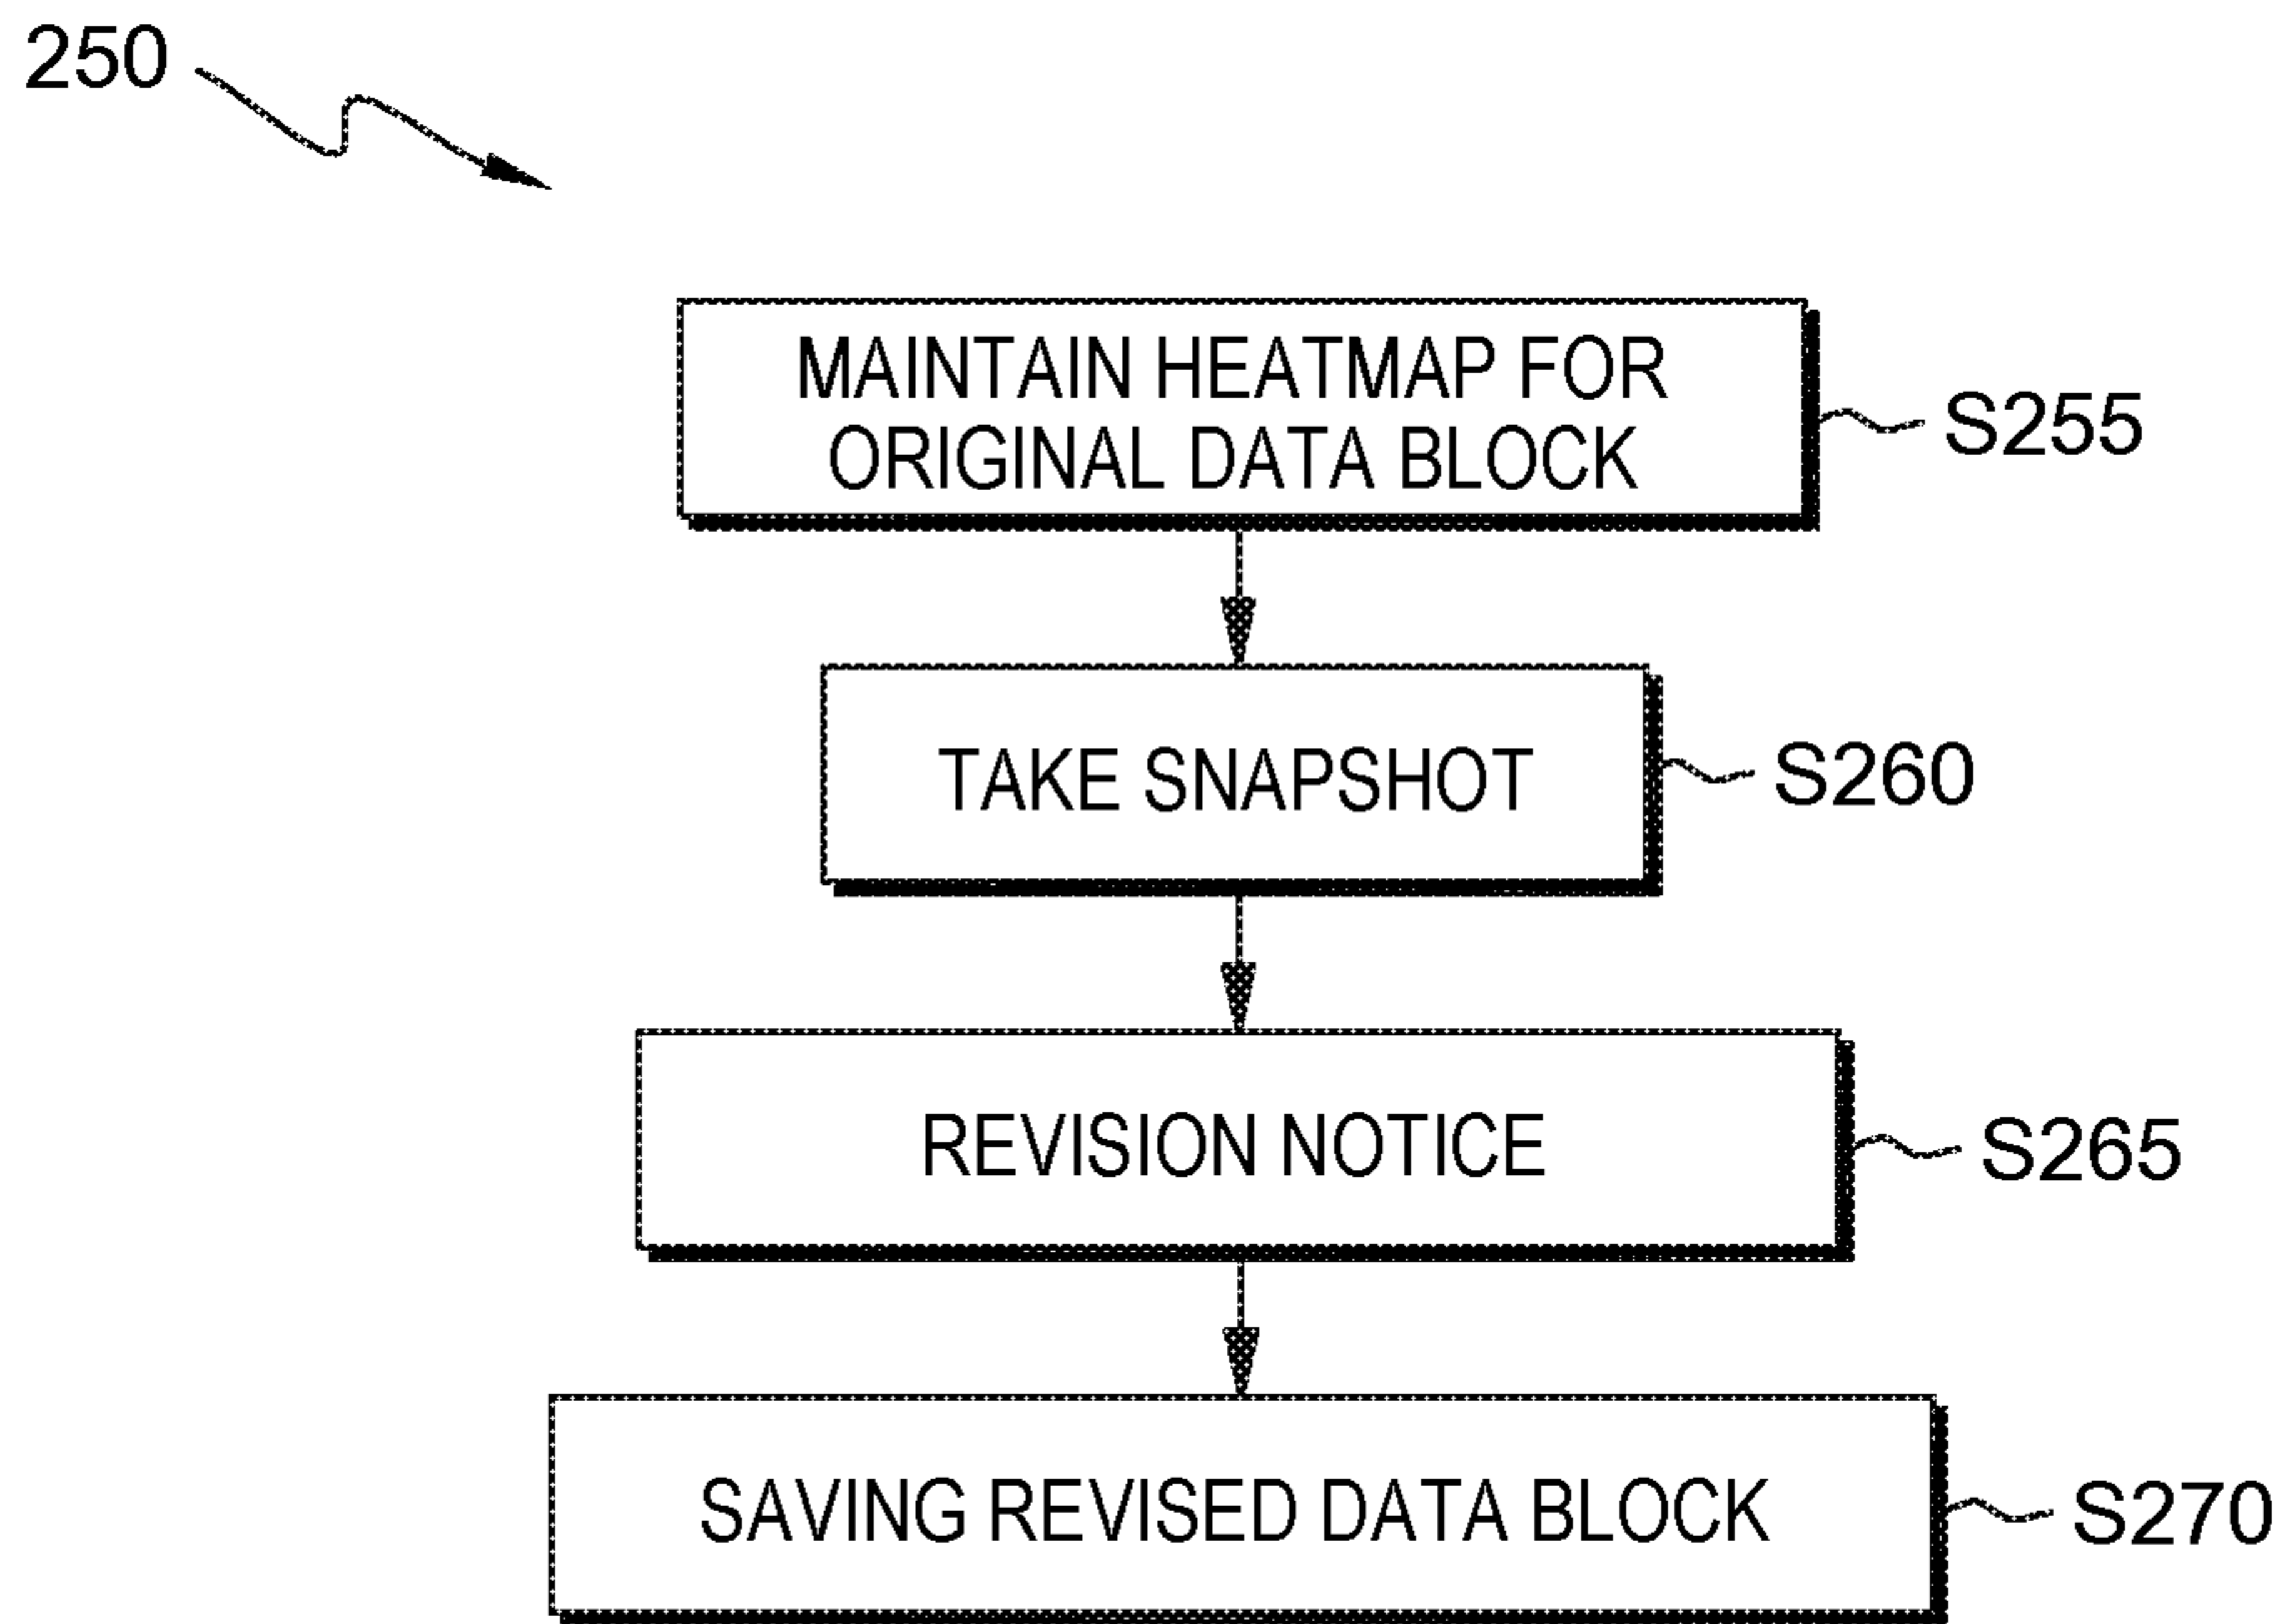 250
MAINTAIN HEATMAP FOR
ORIGINAL DATA BLOCK
S255
TAKE SNAPSHOT
S260
REVISION NOTICE
S265
SAVING REVISED DATA BLOCK
S270